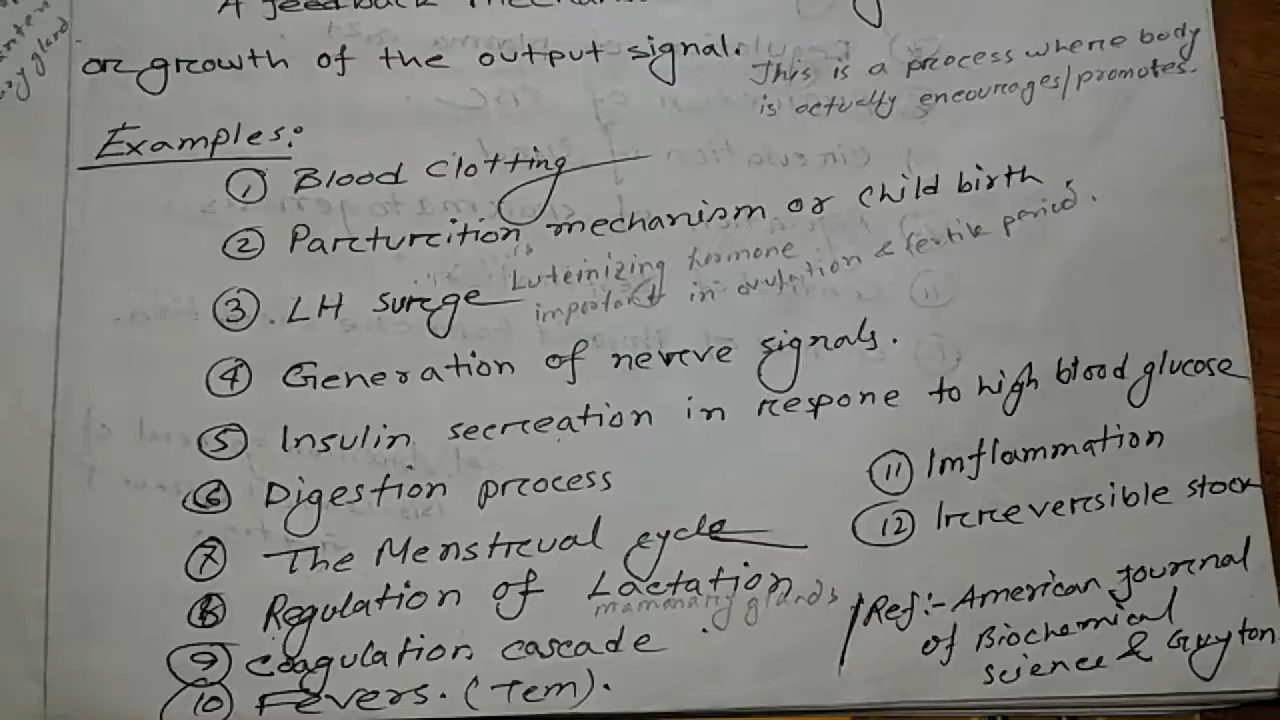 A feedback
or growth of the output signal.
This is a process where body
is actually encourages/promotes.
Examples:
① Blood clotting
② Parturition mechanism or child birth
③. LH surge Luteinizing hormone
important in ovulation & fertile period.
④ Generation of nerve signals.
⑤ Insulin secreation in respone to high blood glucose
⑥ Digestion process
⑦ The Menstrual cycle
⑧ Regulation of Lactation
mamanary glands
⑨ Coagulation cascade
⑩ Fevers. (Tem).
⑪ Imflammation
⑫ Irreversible stock
Ref:- American Journal
of Biochemical
science & Guyton